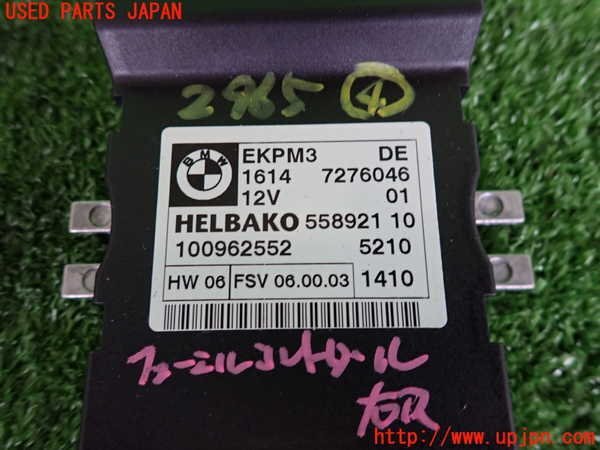 USED PARTS JAPAN
2965 ④
BMW
EKPM3 DE
1614 7276046
12V 01
HELBAKO 558921 10
100962552 5210
HW 06 FSV 06.00.03 1410
フューエルコントロール
右R
http://www.upjpn.com/